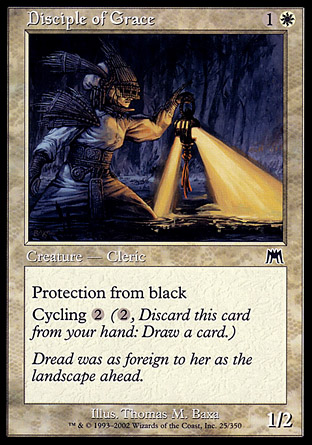 Disciple of Grace 1
Creature — Cleric
Protection from black
Cycling 2 (2, Discard this card
from your hand: Draw a card.)
Dread was as foreign to her as the
landscape ahead.
Illus. Thomas M. Baxa
™ & © 1993–2002 Wizards of the Coast, Inc. 25/350
1/2